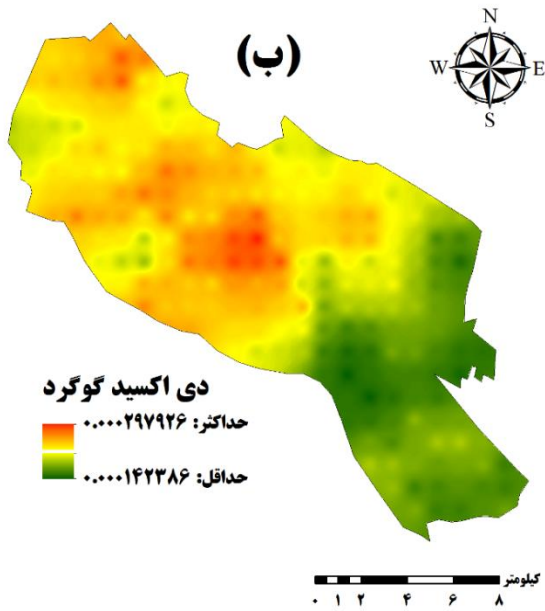 (ب)
N
W E
S
دی اکسید گوگرد
حداکثر: ۰.۰۰۰۲۹۷۹۲۶
حداقل: ۰.۰۰۰۱۴۲۳۸۶
کیلومتر
۰ ۱ ۲ ۴ ۶ ۸